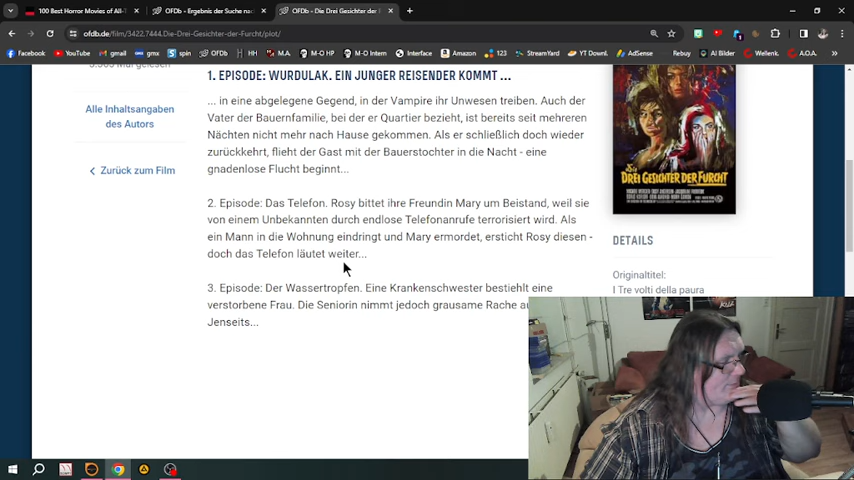 100 Best Horror Movies of All-T
OFDb - Ergebnis der Suche nac
OFDb - Die Drei Gesichter der F
ofdb.de/film/3422,7444,Die-Drei-Gesichter-der-Furcht/plot/
Facebook
gmail
gmx
spin
OFDb
HH
M.A.
M-O HP
M-O Intern
Interface
Amazon
123
StreamYard
YT Downl.
AdSense
Rebuy
AI Bilder
Wellenk.
A.O.A.
Mal gelesen
Alle Inhaltsangaben
des Autors
Zurück zum Film
1. EPISODE: WURDULAK. EIN JUNGER REISENDER KOMMT ...
... in eine abgelegene Gegend, in der Vampire ihr Unwesen treiben. Auch der
Vater der Bauernfamilie, bei der er Quartier bezieht, ist bereits seit mehreren
Nächten nicht mehr nach Hause gekommen. Als er schließlich doch wieder
zurückkehrt, flieht der Gast mit der Bauerstochter in die Nacht - eine
gnadenlose Flucht beginnt...
2. Episode: Das Telefon. Rosy bittet ihre Freundin Mary um Beistand, weil sie
von einem Unbekannten durch endlose Telefonanrufe terrorisiert wird. Als
ein Mann in die Wohnung eindringt und Mary ermordet, ersticht Rosy diesen -
doch das Telefon läutet weiter...
3. Episode: Der Wassertropfen. Eine Krankenschwester bestiehlt eine
verstorbene Frau. Die Seniorin nimmt jedoch grausame Rache au
Jenseits...
Die
DREI GESICHTER DER FURCHT
DETAILS
Originaltitel:
I Tre volti della paura